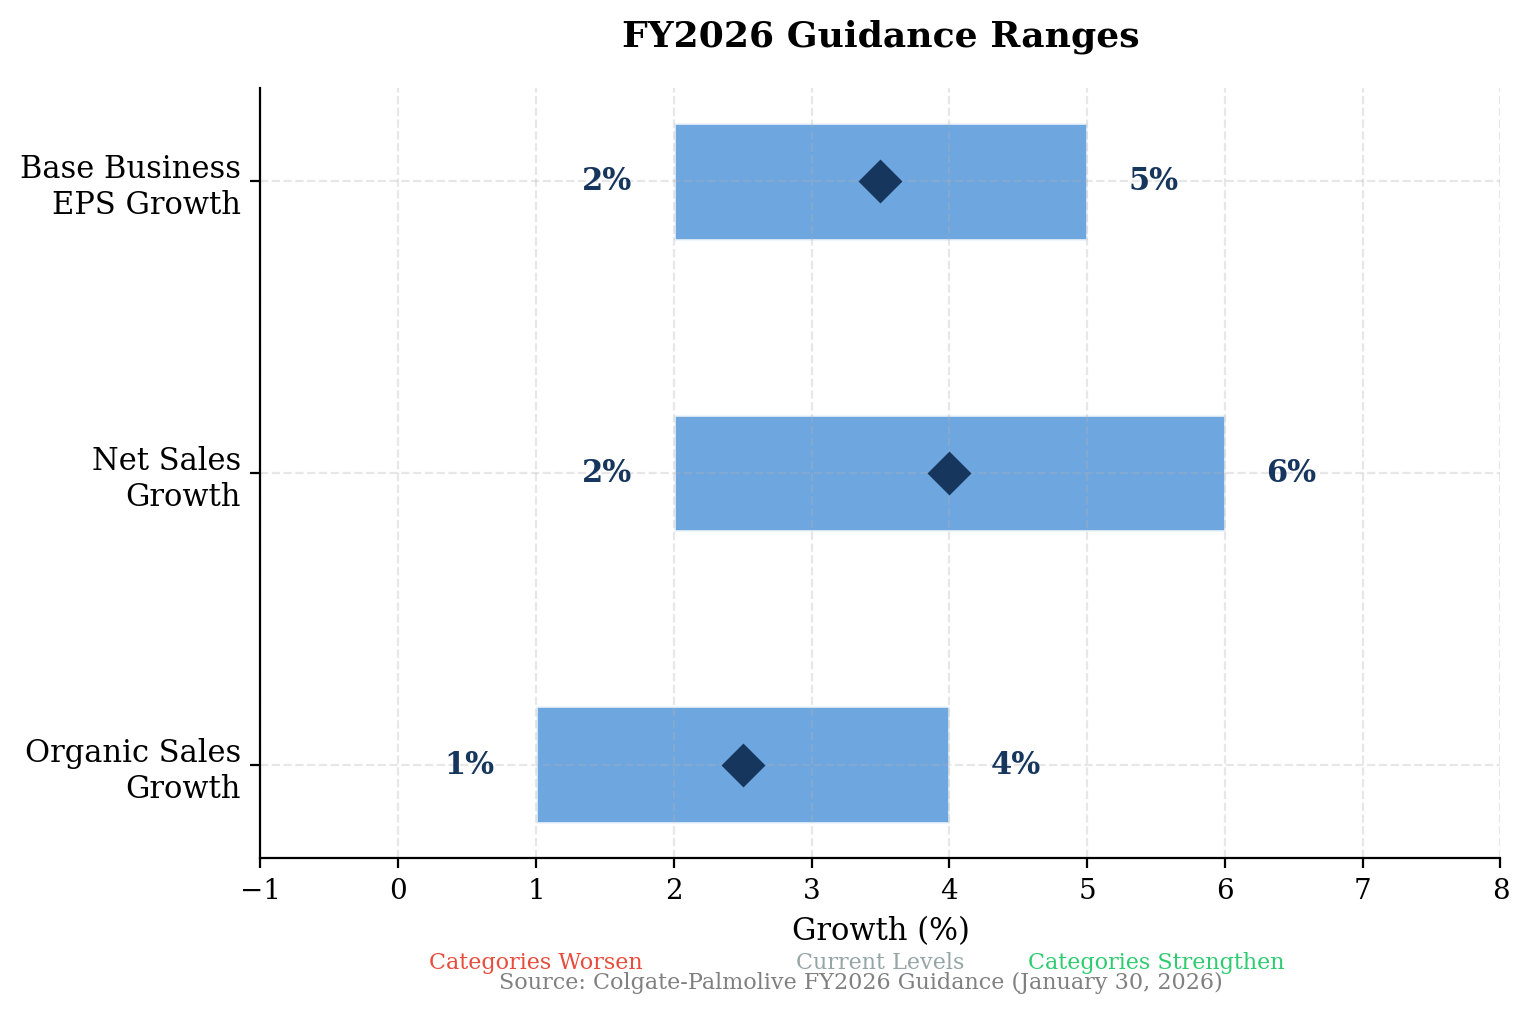 FY2026 Guidance Ranges
Base Business
EPS Growth
2%
5%
Net Sales
Growth
2%
6%
Organic Sales
Growth
1%
4%
−1 0 1 2 3 4 5 6 7 8
Growth (%)
Categories Worsen Current Levels Categories Strengthen
Source: Colgate-Palmolive FY2026 Guidance (January 30, 2026)